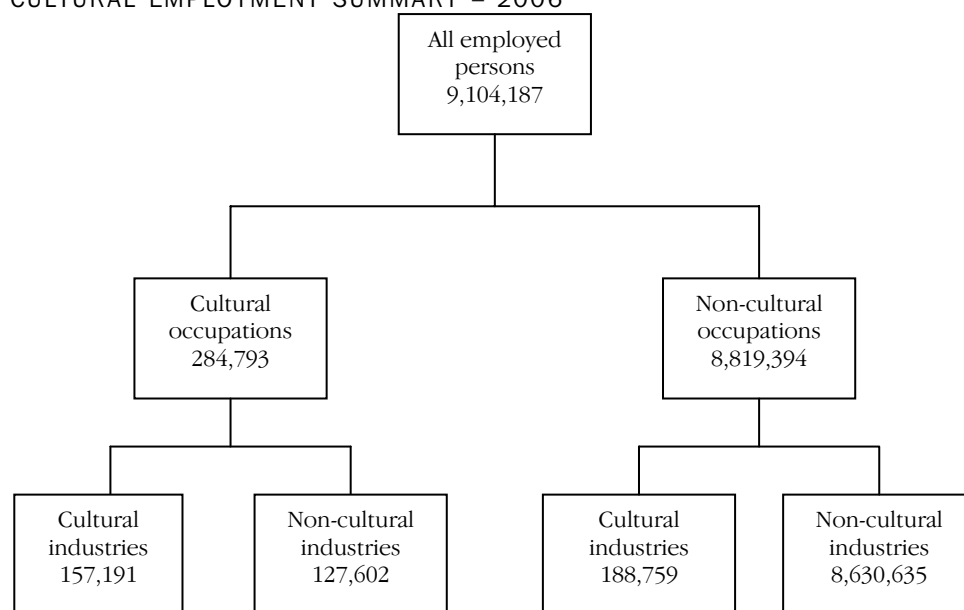 CULTURAL EMPLOYMENT SUMMARY – 2006
All employed
persons
9,104,187
Cultural
occupations
284,793
Non-cultural
occupations
8,819,394
Cultural
industries
157,191
Non-cultural
industries
127,602
Cultural
industries
188,759
Non-cultural
industries
8,630,635